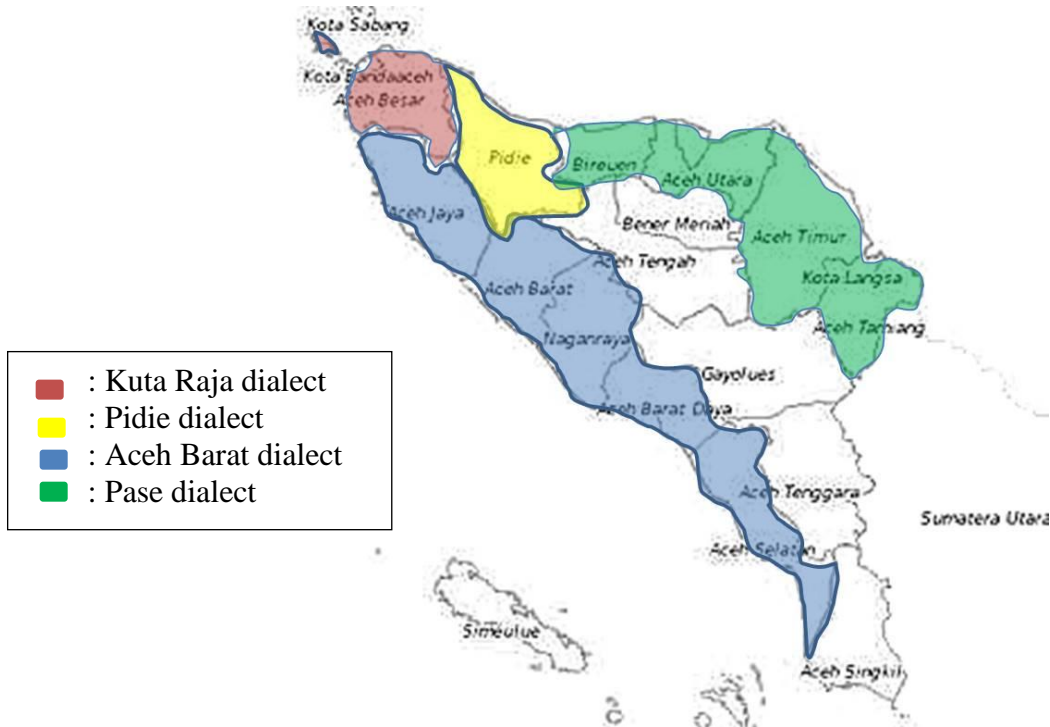 Kota Sabang
Kota Bandaaceh
Aceh Besar
Pidie
Bireuen
Aceh Utara
Aceh Jaya
Bener Meriah
Aceh Timur
Aceh Tengah
Kota Langsa
Aceh Barat
Aceh Tamiang
Naganraya
Gayolues
Aceh Barat Daya
: Kuta Raja dialect
: Pidie dialect
: Aceh Barat dialect
: Pase dialect
Aceh Tenggara
Sumatera Utara
Aceh Selatan
Simeulue
Aceh Singkil